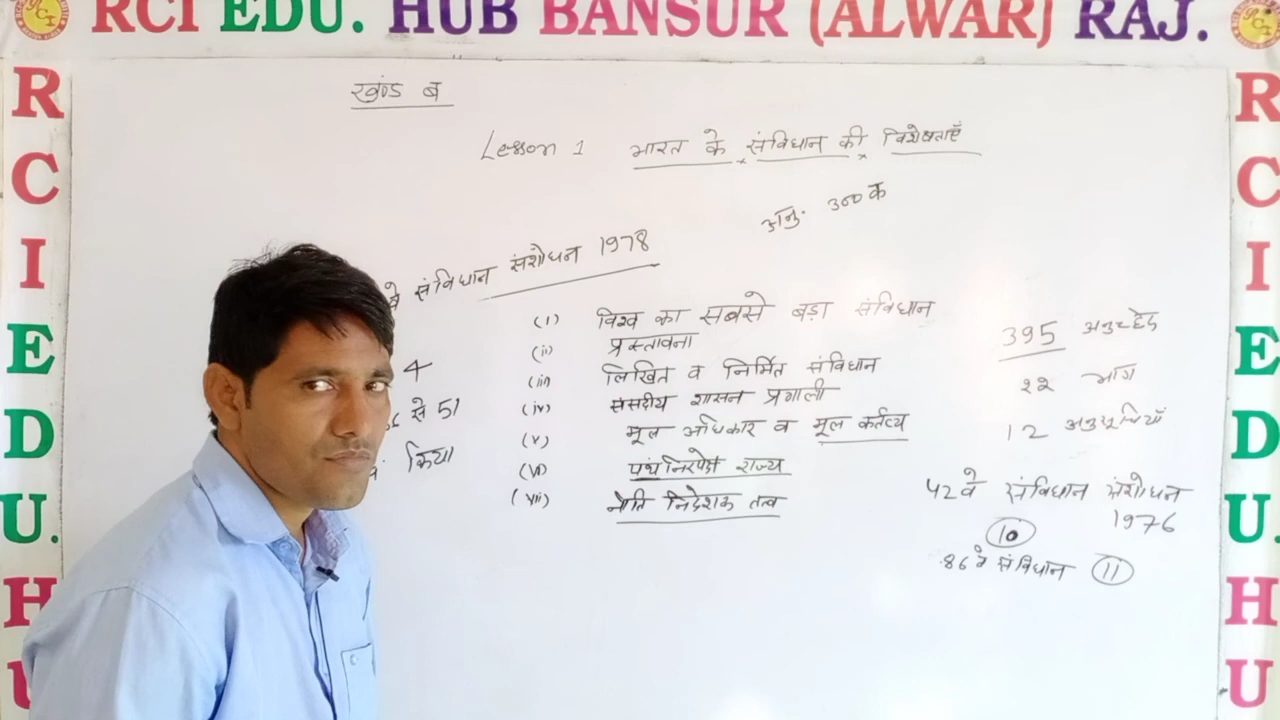 RCI EDU. HUB BANSUR (ALWAR) RAJ.
R
C
I
E
D
U.
H
U
R
C
I
E
D
U.
H
U
खण्ड ब
Lesson 1 भारत के संविधान की विशेषताएँ
अनु. 300 क
वे संविधान संशोधन 1978
(i) विश्व का सबसे बड़ा संविधान
(ii) प्रस्तावना
(iii) लिखित व निर्मित संविधान
(iv) संसदीय शासन प्रणाली
(v) मूल अधिकार व मूल कर्तव्य
(vi) पंथनिरपेक्ष राज्य
(vii) नीति निदेशक तत्व
4
से 51
किया
395 अनुच्छेद
22 भाग
12 अनुसूचियाँ
42 वे संविधान संशोधन
1976
10
86 वे संविधान 11